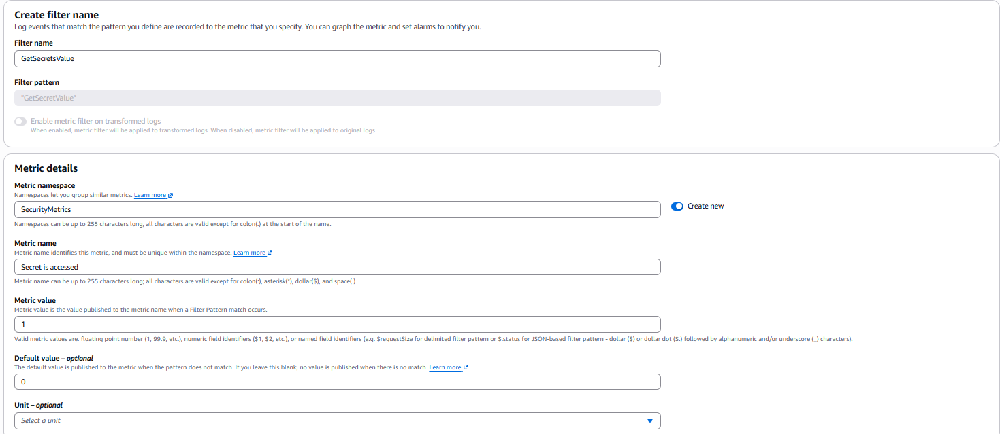 Create filter name
Log events that match the pattern you define are recorded to the metric that you specify. You can graph the metric and set alarms to notify you.
Filter name
GetSecretsValue
Filter pattern
"GetSecretValue"
Enable metric filter on transformed logs
When enabled, metric filter will be applied to transformed logs. When disabled, metric filter will be applied to original logs.
Metric details
Metric namespace
Namespaces let you group similar metrics. Learn more
SecurityMetrics
Create new
Namespaces can be up to 255 characters long; all characters are valid except for colon(:) at the start of the name.
Metric name
Metric name identifies this metric, and must be unique within the namespace. Learn more
Secret is accessed
Metric name can be up to 255 characters long; all characters are valid except for colon(:), asterisk(*), dollar($), and space( ).
Metric value
Metric value is the value published to the metric name when a Filter Pattern match occurs.
1
Valid metric values are: floating point number (1, 99.9, etc.), numeric field identifiers ($1, $2, etc.), or named field identifiers (e.g. $requestSize for delimited filter pattern or $.status for JSON-based filter pattern - dollar ($) or dollar dot ($.) followed by alphanumeric and/or underscore (_) characters).
Default value – optional
The default value is published to the metric when the pattern does not match. If you leave this blank, no value is published when there is no match. Learn more
0
Unit – optional
Select a unit